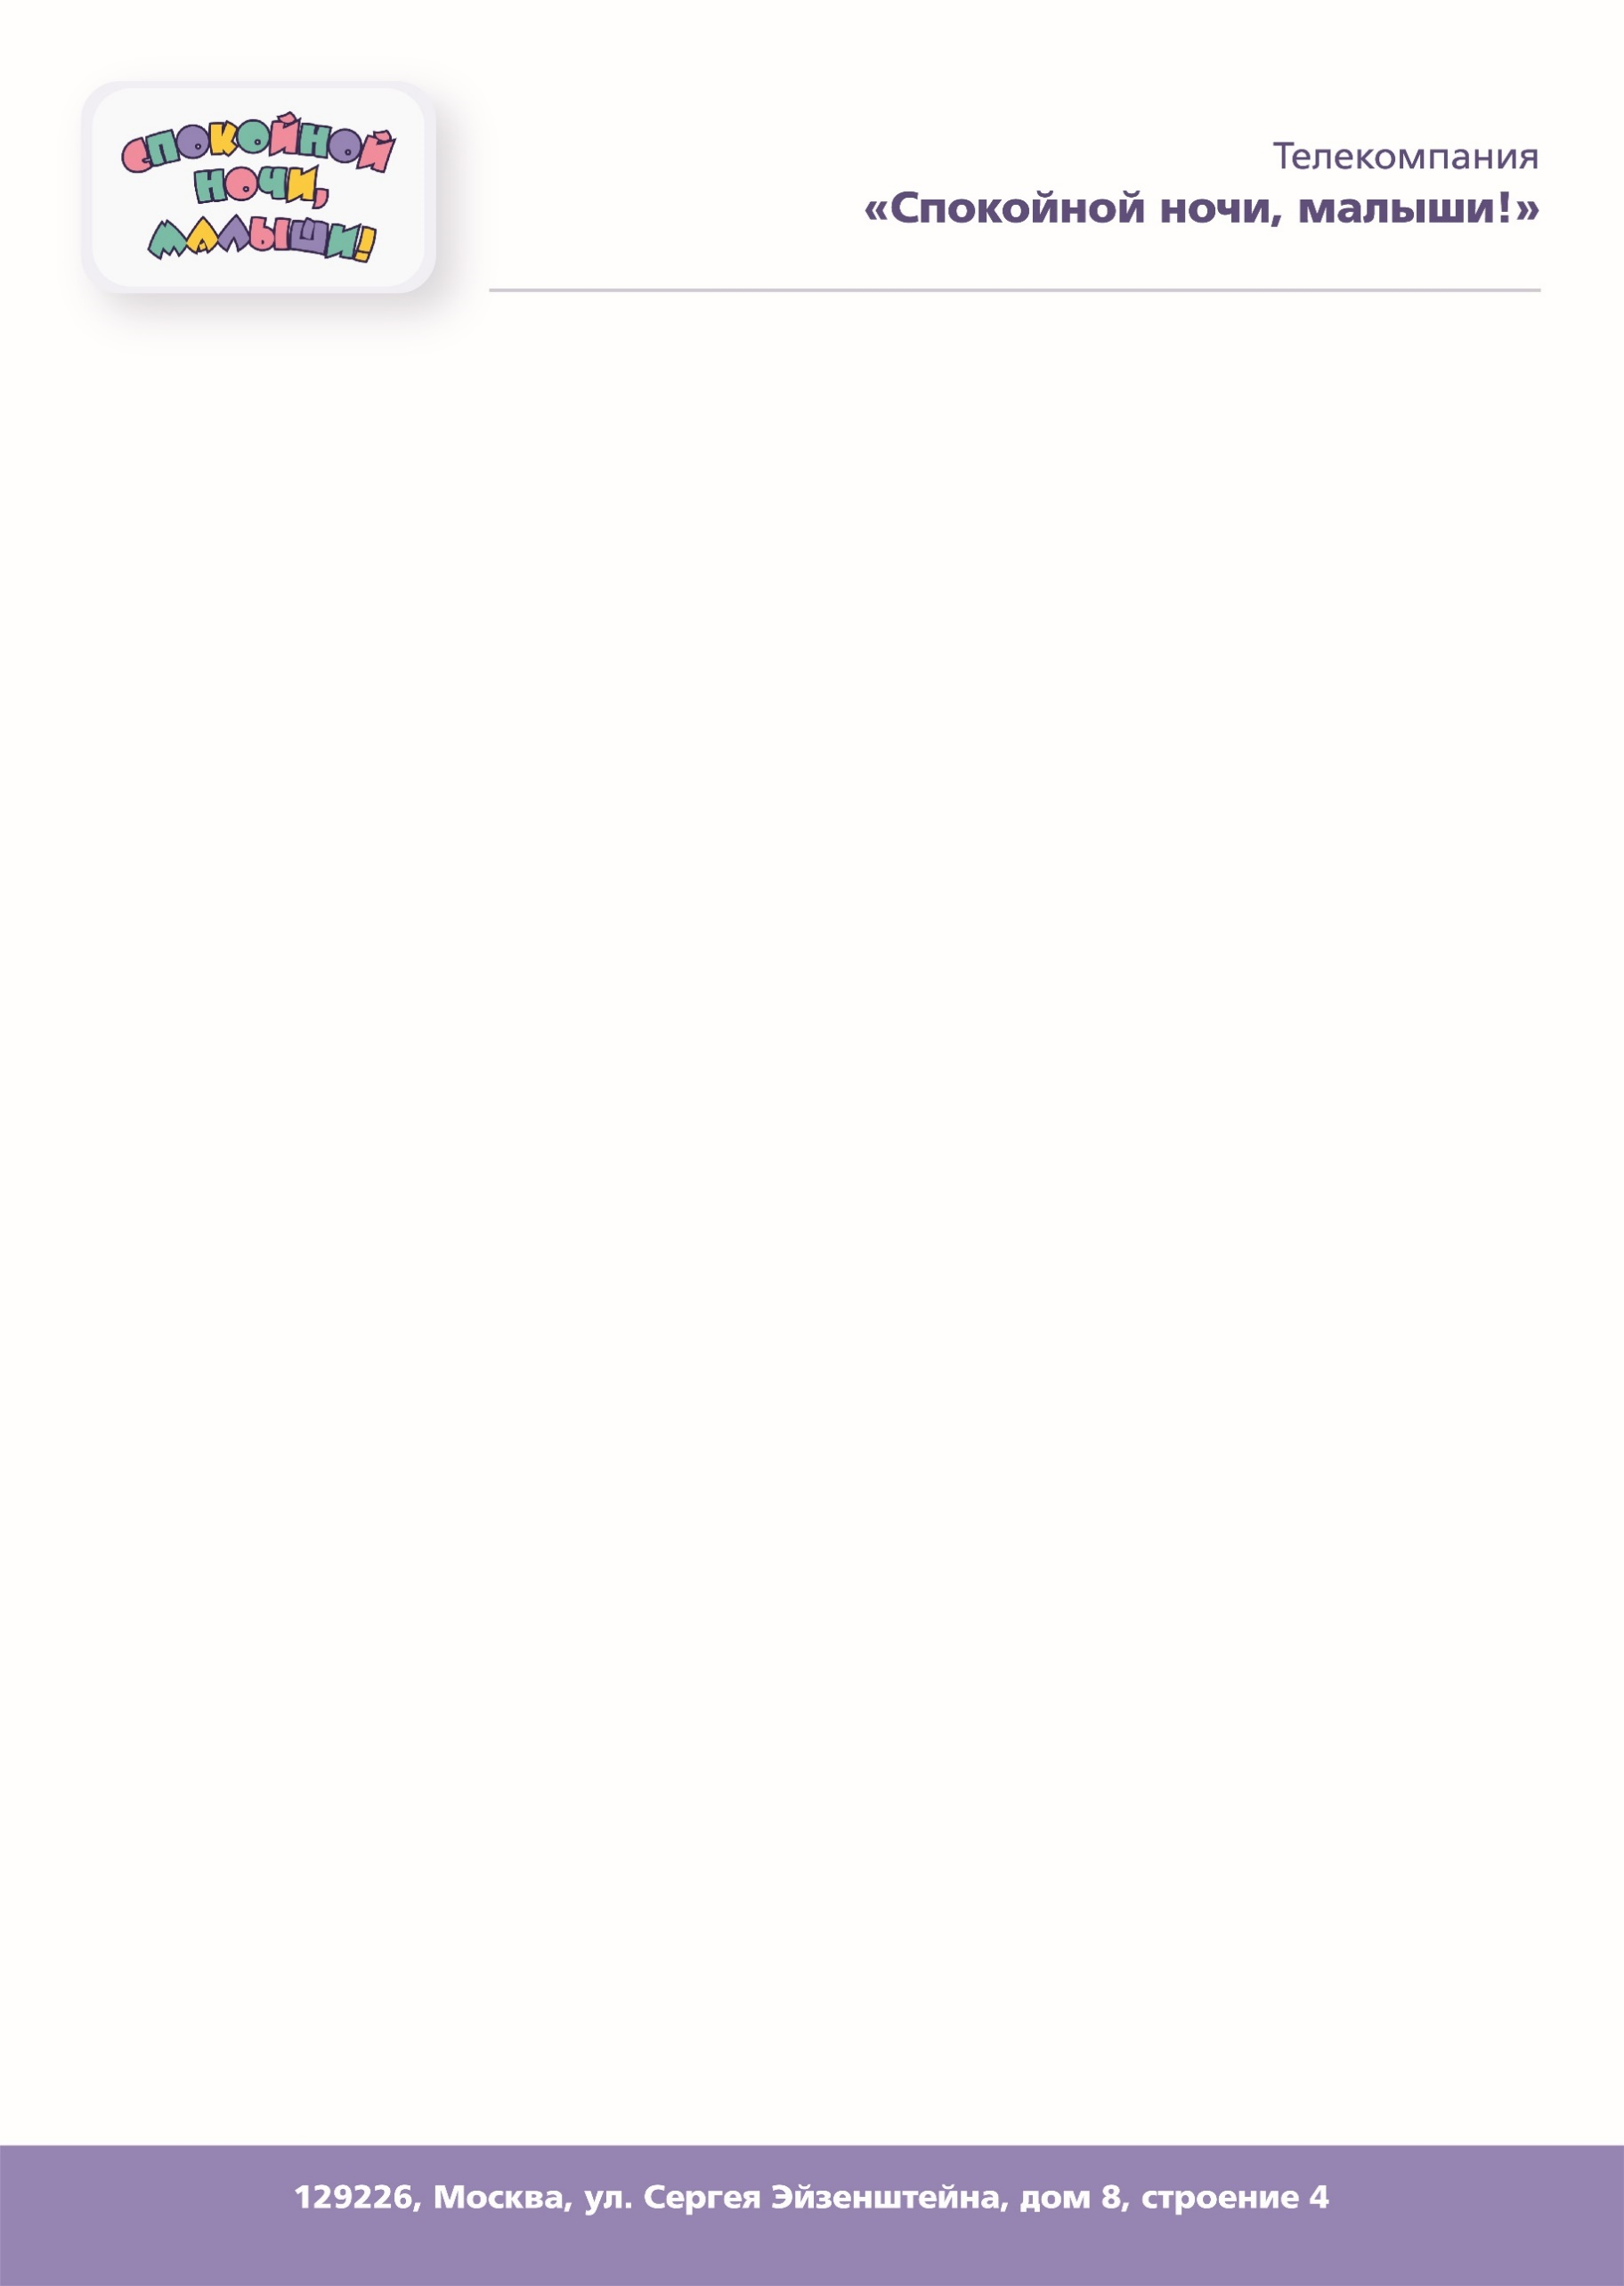 СПОКОЙНОЙ
НОЧИ,
МАЛЫШИ!
Телекомпания
«Спокойной ночи, малыши!»
129226, Москва, ул. Сергея Эйзенштейна, дом 8, строение 4